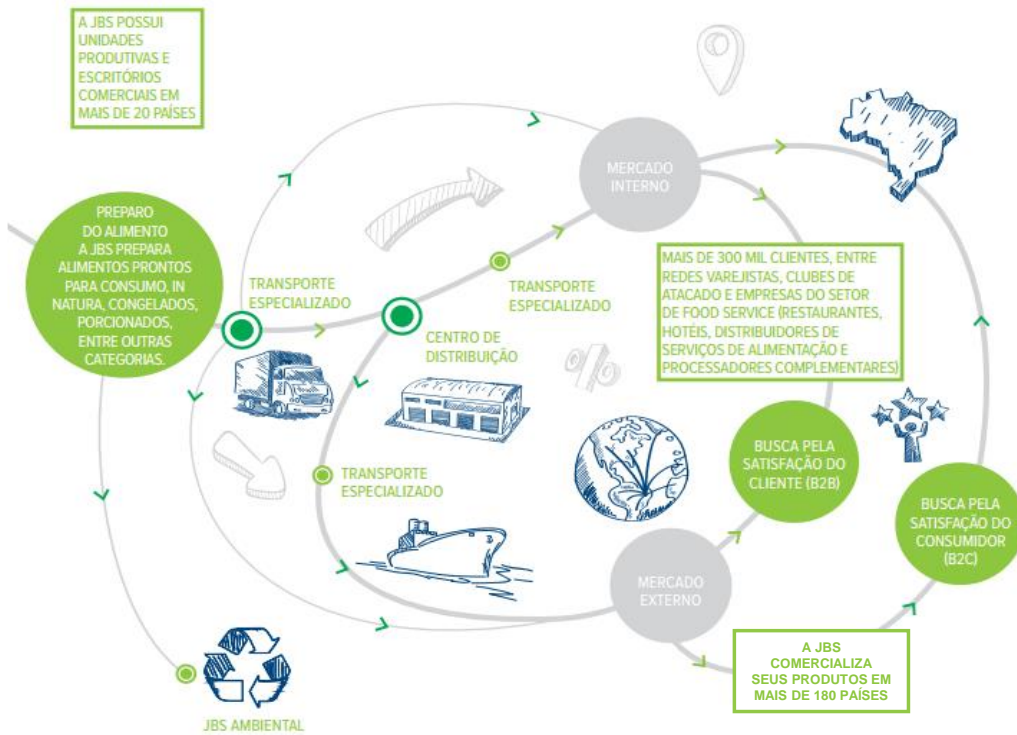 A JBS POSSUI
UNIDADES
PRODUTIVAS E
ESCRITÓRIOS
COMERCIAIS EM
MAIS DE 20 PAÍSES
PREPARO
DO ALIMENTO
A JBS PREPARA
ALIMENTOS PRONTOS
PARA CONSUMO, IN
NATURA, CONGELADOS,
PORCIONADOS,
ENTRE OUTRAS
CATEGORIAS.
TRANSPORTE
ESPECIALIZADO
CENTRO DE
DISTRIBUIÇÃO
TRANSPORTE
ESPECIALIZADO
TRANSPORTE
ESPECIALIZADO
MERCADO
INTERNO
MAIS DE 300 MIL CLIENTES, ENTRE
REDES VAREJISTAS, CLUBES DE
ATACADO E EMPRESAS DO SETOR
DE FOOD SERVICE (RESTAURANTES,
HOTÉIS, DISTRIBUIDORES DE
SERVIÇOS DE ALIMENTAÇÃO E
PROCESSADORES COMPLEMENTARES)
BUSCA PELA
SATISFAÇÃO DO
CLIENTE (B2B)
BUSCA PELA
SATISFAÇÃO DO
CONSUMIDOR
(B2C)
MERCADO
EXTERNO
A JBS
COMERCIALIZA
SEUS PRODUTOS EM
MAIS DE 180 PAÍSES
JBS AMBIENTAL
%